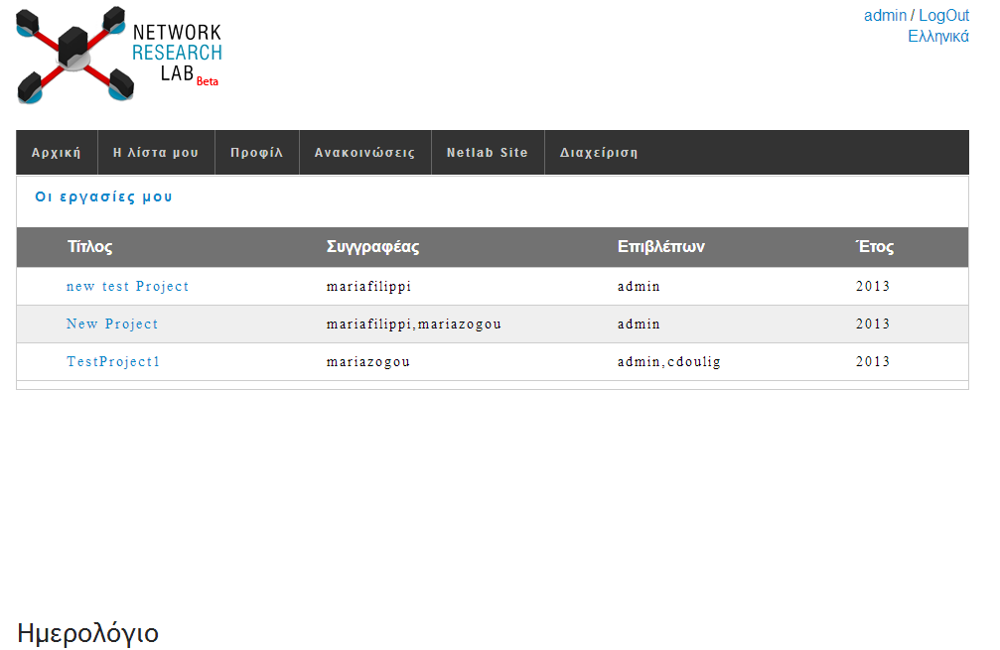 NETWORK
RESEARCH
LAB Beta
admin / LogOut
Ελληνικά
Αρχική Η λίστα μου Προφίλ Ανακοινώσεις Netlab Site Διαχείριση
Οι εργασίες μου
Τίτλος Συγγραφέας Επιβλέπων Έτος
new test Project mariafilippi admin 2013
New Project mariafilippi,mariazogou admin 2013
TestProject1 mariazogou admin,cdoulig 2013
Ημερολόγιο